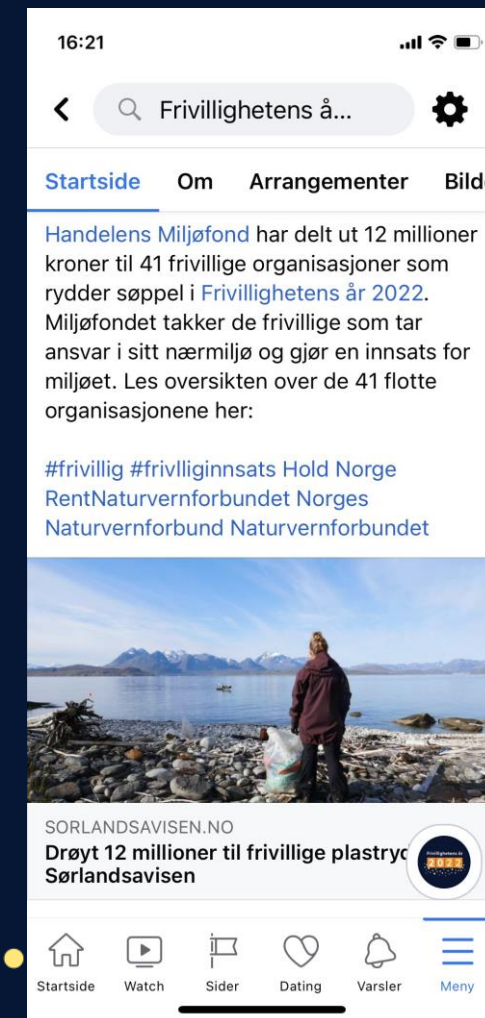 16:21
Frivillighetens å...
Startside Om Arrangementer Bild
Handelens Miljøfond har delt ut 12 millioner
kroner til 41 frivillige organisasjoner som
rydder søppel i Frivillighetens år 2022.
Miljøfondet takker de frivillige som tar
ansvar i sitt nærmiljø og gjør en innsats for
miljøet. Les oversikten over de 41 flotte
organisasjonene her:
#frivillig #frivlliginnsats Hold Norge
RentNaturvernforbundet Norges
Naturvernforbund Naturvernforbundet
SORLANDSAVISEN.NO
Drøyt 12 millioner til frivillige plastryd
Sørlandsavisen
Frivillighetens år
2022
Startside Watch Sider Dating Varsler Meny